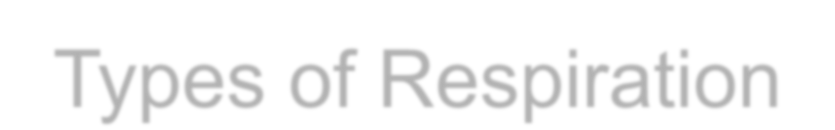 Types of Respiration